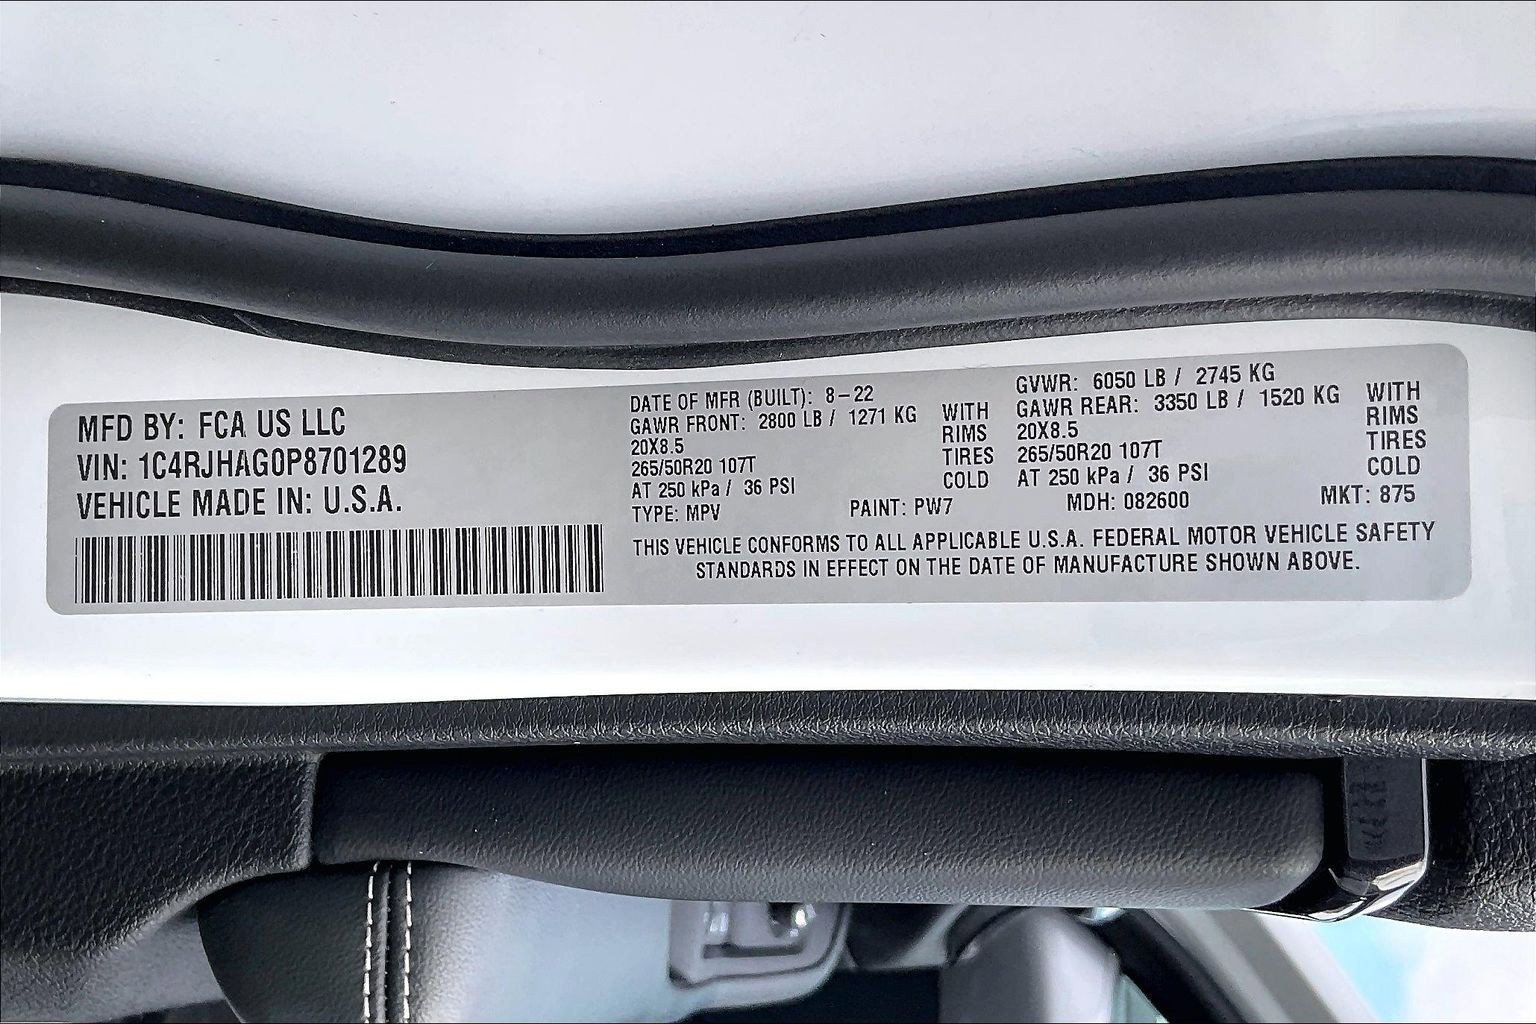 MFD BY: FCA US LLC
VIN: 1C4RJHAG0P8701289
VEHICLE MADE IN: U.S.A.
DATE OF MFR (BUILT): 8-22
GAWR FRONT: 2800 LB / 1271 KG WITH
20X8.5 RIMS
265/50R20 107T TIRES
AT 250 kPa / 36 PSI COLD
GVWR: 6050 LB / 2745 KG
GAWR REAR: 3350 LB / 1520 KG WITH
20X8.5 RIMS
265/50R20 107T TIRES
AT 250 kPa / 36 PSI COLD
TYPE: MPV PAINT: PW7 MDH: 082600 MKT: 875
THIS VEHICLE CONFORMS TO ALL APPLICABLE U.S.A. FEDERAL MOTOR VEHICLE SAFETY
STANDARDS IN EFFECT ON THE DATE OF MANUFACTURE SHOWN ABOVE.